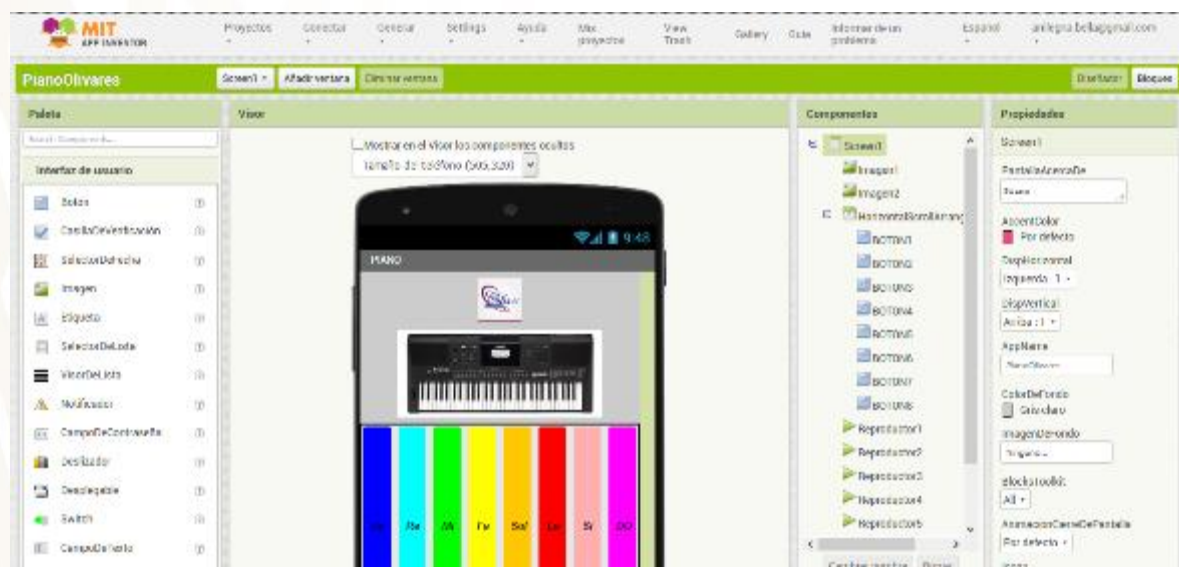 MIT
APP INVENTOR
Proyectos
Conectar
Generar
Settings
Ayuda
Mis proyectos
View Trash
Gallery
Guía
Informar de un problema
Español
PianoOlivares
Screen1
Añadir ventana
Eliminar ventana
Diseñador
Bloques
Paleta
Interfaz de usuario
Botón
CasillaDeVerificación
SelectorDeFecha
Imagen
Etiqueta
SelectorDeLista
VisorDeLista
Notificador
CampoDeContraseña
Deslizador
Desplegable
Switch
CampoDeTexto
Visor
Mostrar en el Visor los componentes ocultos
Tamaño de teléfono (505,320)
9:48
PIANO
Re
Mi
Fa
Sol
La
Si
DO
Componentes
Screen1
Imagen1
Imagen2
HorizontalScrollArrang
BOTON1
BOTON2
BOTON3
BOTON4
BOTON5
BOTON6
BOTON7
BOTON8
Reproductor1
Reproductor2
Reproductor3
Reproductor4
Reproductor5
Propiedades
Screen1
PantallaAcercaDe
AccentColor
Por defecto
DispHorizontal
Izquierda : 1
DispVertical
Arriba : 1
AppName
PianoOlivares
ColorDeFondo
Gris claro
ImagenDeFondo
Ninguno...
BlocksToolkit
All
AnimacionCierreDePantalla
Por defecto